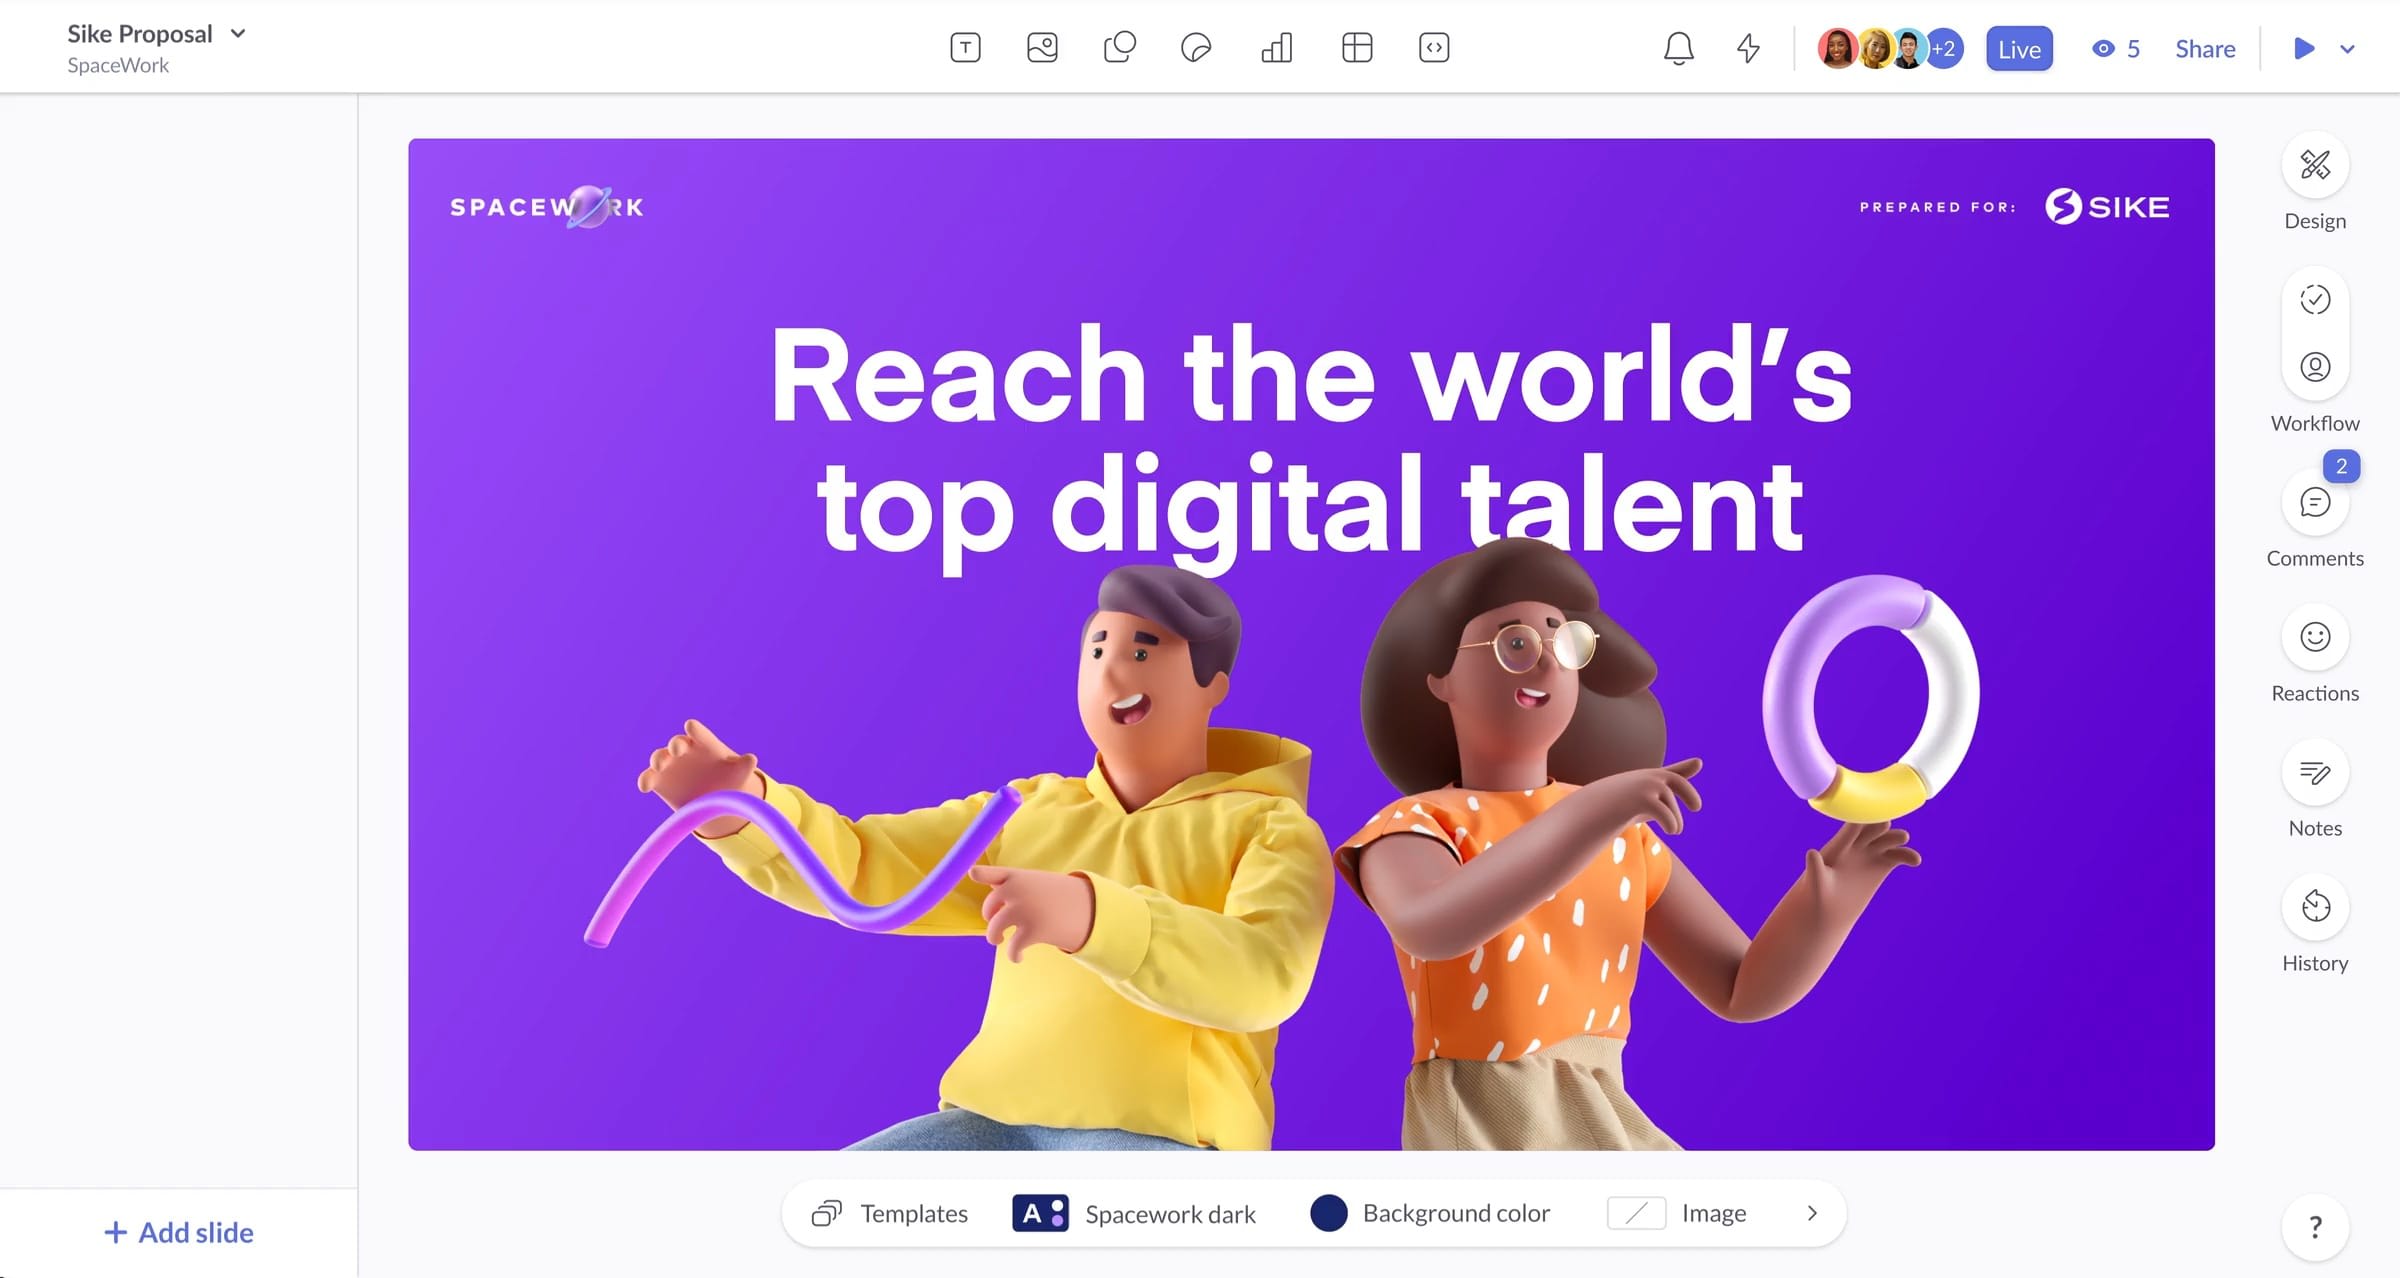 Sike Proposal
SpaceWork
T
+2
Live
5
Share
SPACEWORK
PREPARED FOR:
SIKE
Reach the world’s
top digital talent
Design
Workflow
2
Comments
Reactions
Notes
History
+ Add slide
Templates
A
Spacework dark
Background color
Image
?